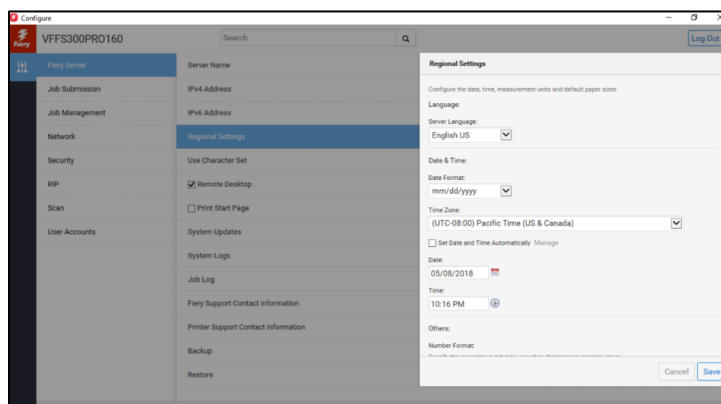 Configure
fiery
VFFS300PRO160
Search
Log Out
Fiery Server
Job Submission
Job Management
Network
Security
RIP
Scan
User Accounts
Server Name
IPv4 Address
IPv6 Address
Regional Settings
Use Character Set
Remote Desktop
Print Start Page
System Updates
System Logs
Job Log
Fiery Support Contact Information
Printer Support Contact Information
Backup
Restore
Regional Settings
Configure the date, time, measurement units and default paper sizes.
Language:
Server Language:
English US
Date & Time:
Date Format:
mm/dd/yyyy
Time Zone:
(UTC-08:00) Pacific Time (US & Canada)
Set Date and Time Automatically Manage
Date:
05/08/2018
Time:
10:16 PM
Others:
Number Format:
Cancel
Save